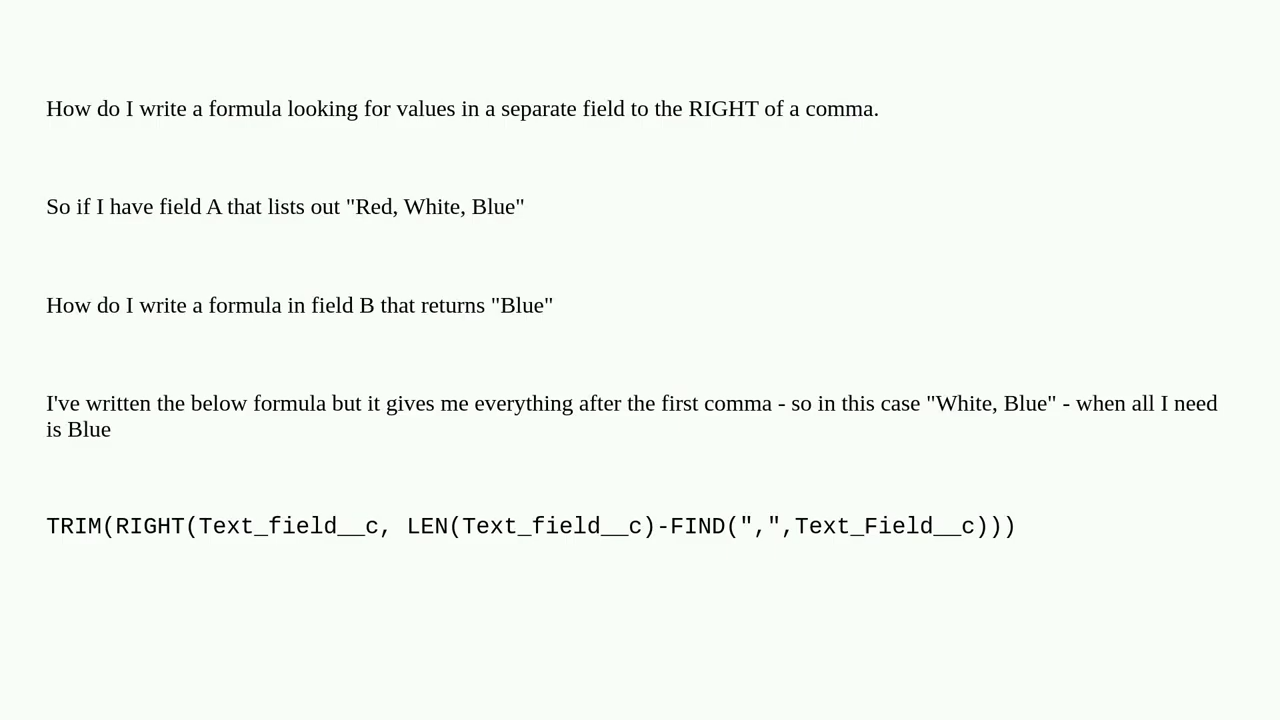 How do I write a formula looking for values in a separate field to the RIGHT of a comma.
So if I have field A that lists out "Red, White, Blue"
How do I write a formula in field B that returns "Blue"
I've written the below formula but it gives me everything after the first comma - so in this case "White, Blue" - when all I need
is Blue
TRIM(RIGHT(Text_field__c, LEN(Text_field__c)-FIND(",",Text_Field__c)))